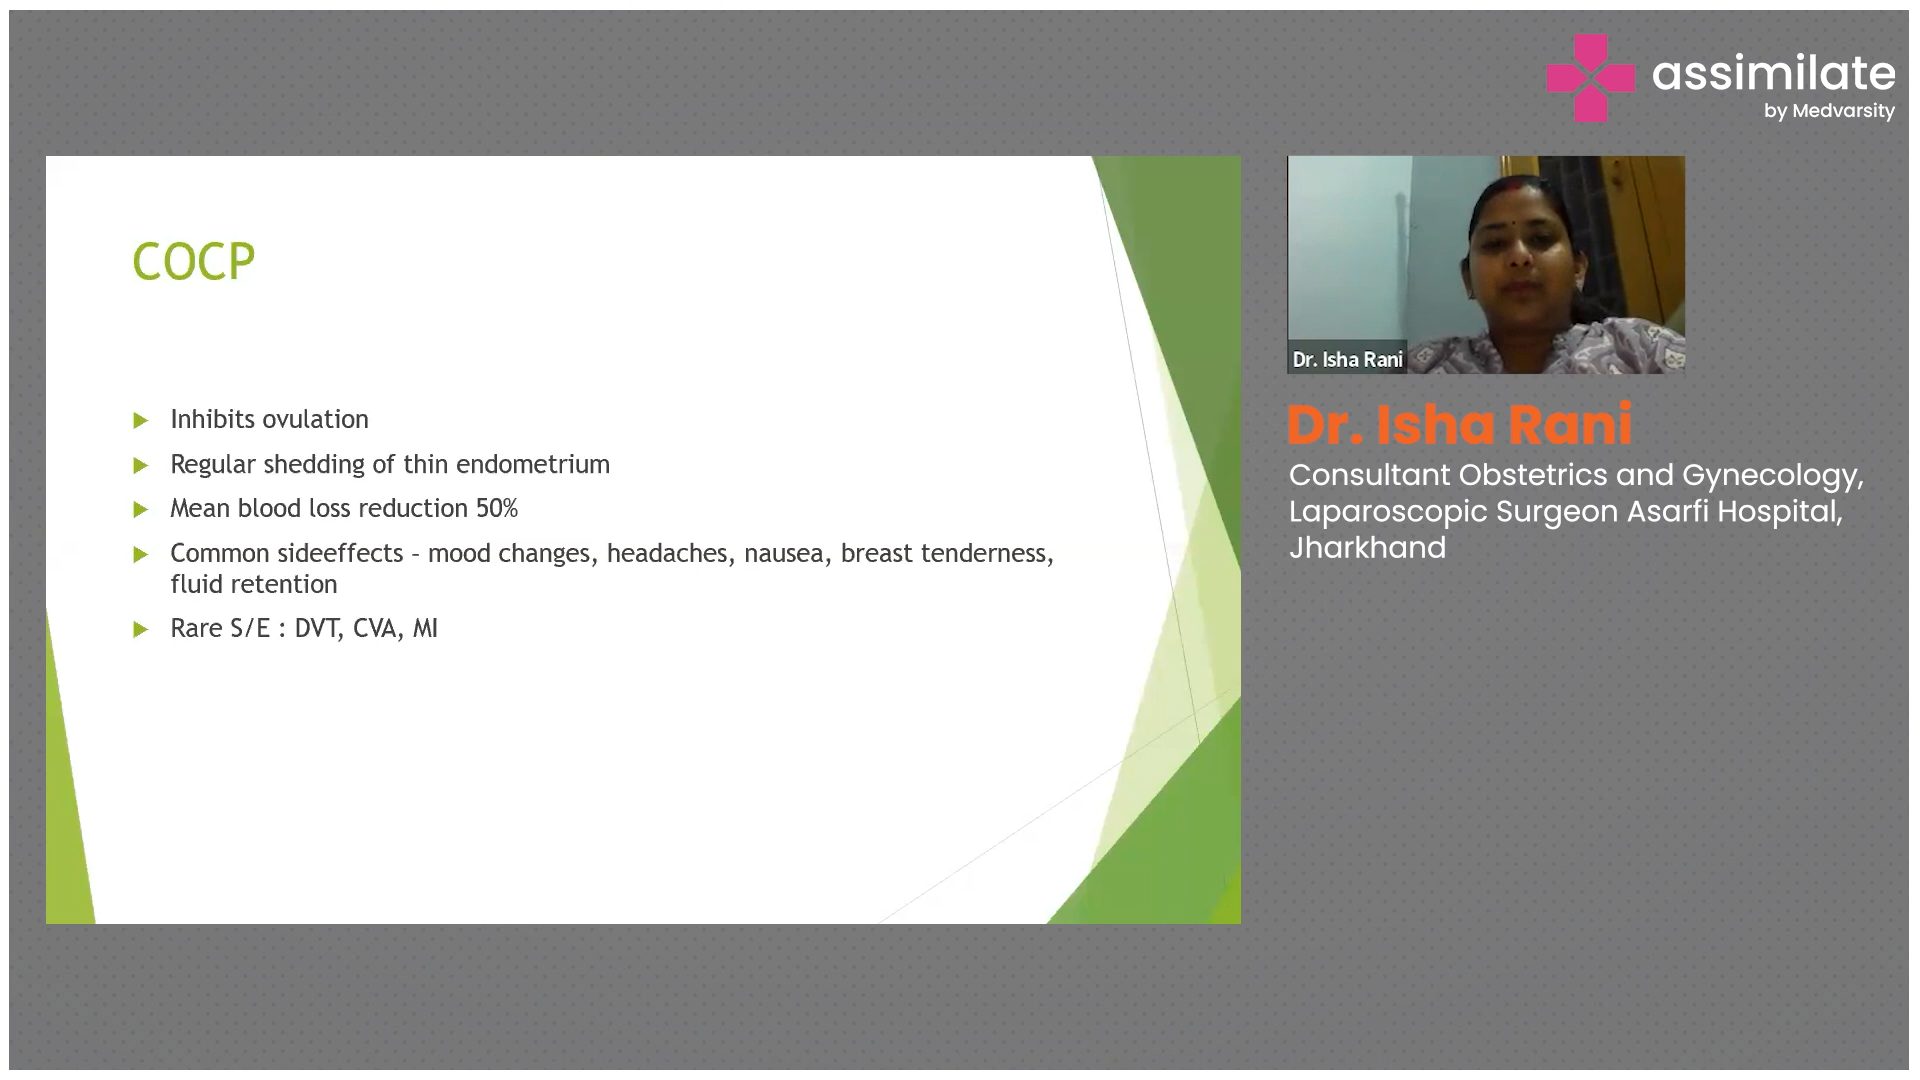 assimilate
by Medvarsity
COCP
Inhibits ovulation
Regular shedding of thin endometrium
Mean blood loss reduction 50%
Common sideeffects – mood changes, headaches, nausea, breast tenderness,
fluid retention
Rare S/E : DVT, CVA, MI
Dr. Isha Rani
Dr. Isha Rani
Consultant Obstetrics and Gynecology,
Laparoscopic Surgeon Asarfi Hospital,
Jharkhand